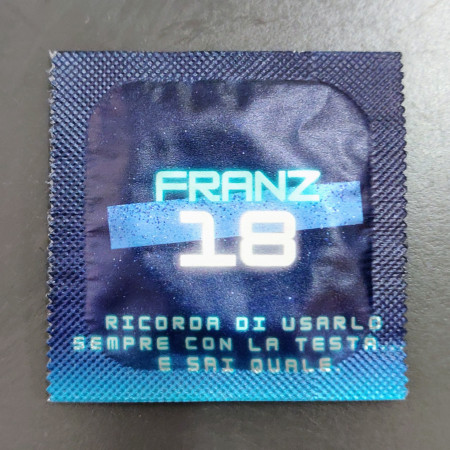 FRANZ
18
RICORDA DI USARLO
SEMPRE CON LA TESTA...
E SAI QUALE.